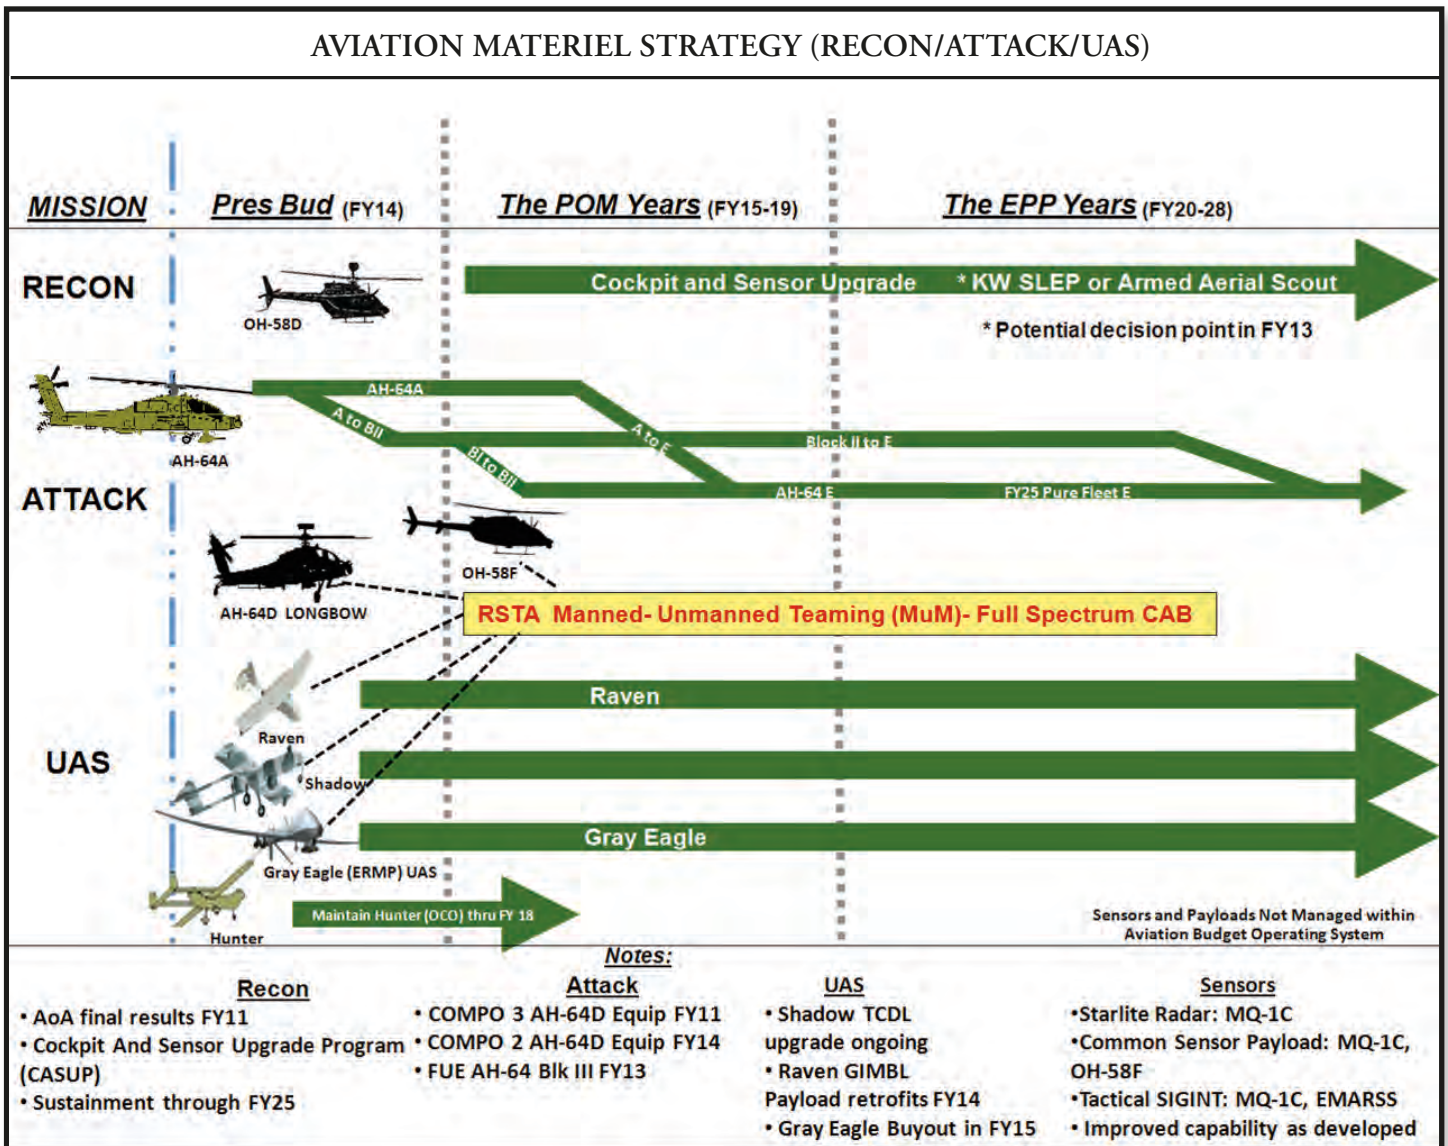 AVIATION MATERIEL STRATEGY (RECON/ATTACK/UAS)
MISSION
Pres Bud (FY14)
The POM Years (FY15-19)
The EPP Years (FY20-28)
RECON
OH-58D
Cockpit and Sensor Upgrade
* KW SLEP or Armed Aerial Scout
* Potential decision point in FY13
AH-64A
AH-64A
A to BII
A to E
Block II to E
BI to BII
ATTACK
AH-64 E
FY25 Pure Fleet E
OH-58F
AH-64D LONGBOW
RSTA Manned- Unmanned Teaming (MuM)- Full Spectrum CAB
Raven
Raven
UAS
Shadow
Gray Eagle
Gray Eagle (ERMP) UAS
Maintain Hunter (OCO) thru FY 18
Hunter
Sensors and Payloads Not Managed within
Aviation Budget Operating System
Notes:
Recon
• AoA final results FY11
• Cockpit And Sensor Upgrade Program
(CASUP)
• Sustainment through FY25
Attack
• COMPO 3 AH-64D Equip FY11
• COMPO 2 AH-64D Equip FY14
• FUE AH-64 Blk III FY13
UAS
• Shadow TCDL
upgrade ongoing
• Raven GIMBL
Payload retrofits FY14
• Gray Eagle Buyout in FY15
Sensors
•Starlite Radar: MQ-1C
•Common Sensor Payload: MQ-1C,
OH-58F
•Tactical SIGINT: MQ-1C, EMARSS
• Improved capability as developed